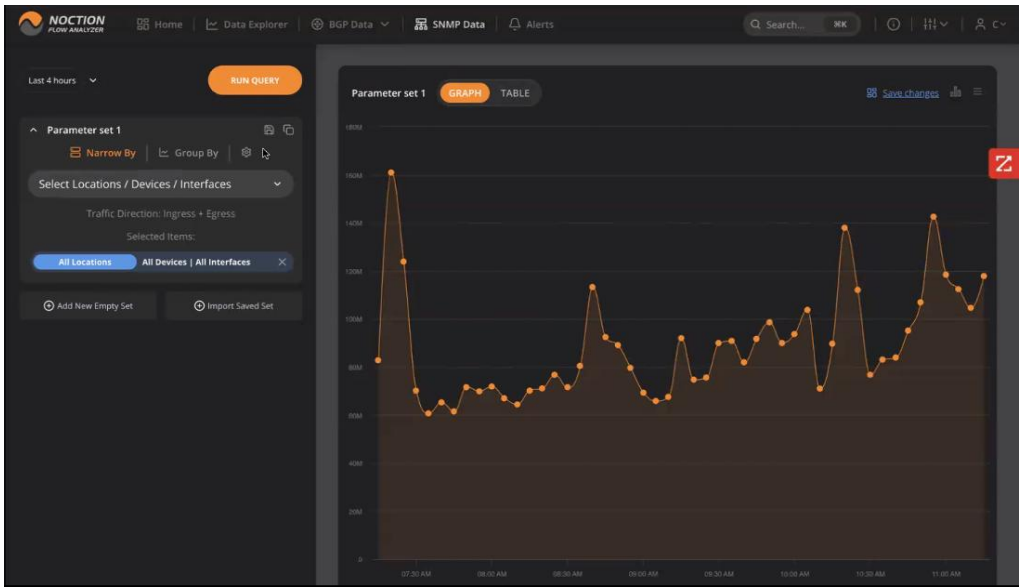 NOCTION
FLOW ANALYZER
Home
Data Explorer
BGP Data
SNMP Data
Alerts
Search...
⌘K
C
Last 4 hours
RUN QUERY
Parameter set 1
Narrow By
Group By
Select Locations / Devices / Interfaces
Traffic Direction: Ingress + Egress
Selected Items:
All Locations
All Devices | All Interfaces
Add New Empty Set
Import Saved Set
Parameter set 1
GRAPH
TABLE
Save changes
180M
160M
140M
120M
100M
80M
60M
40M
20M
0
07:30 AM
08:00 AM
08:30 AM
09:00 AM
09:30 AM
10:00 AM
10:30 AM
11:00 AM